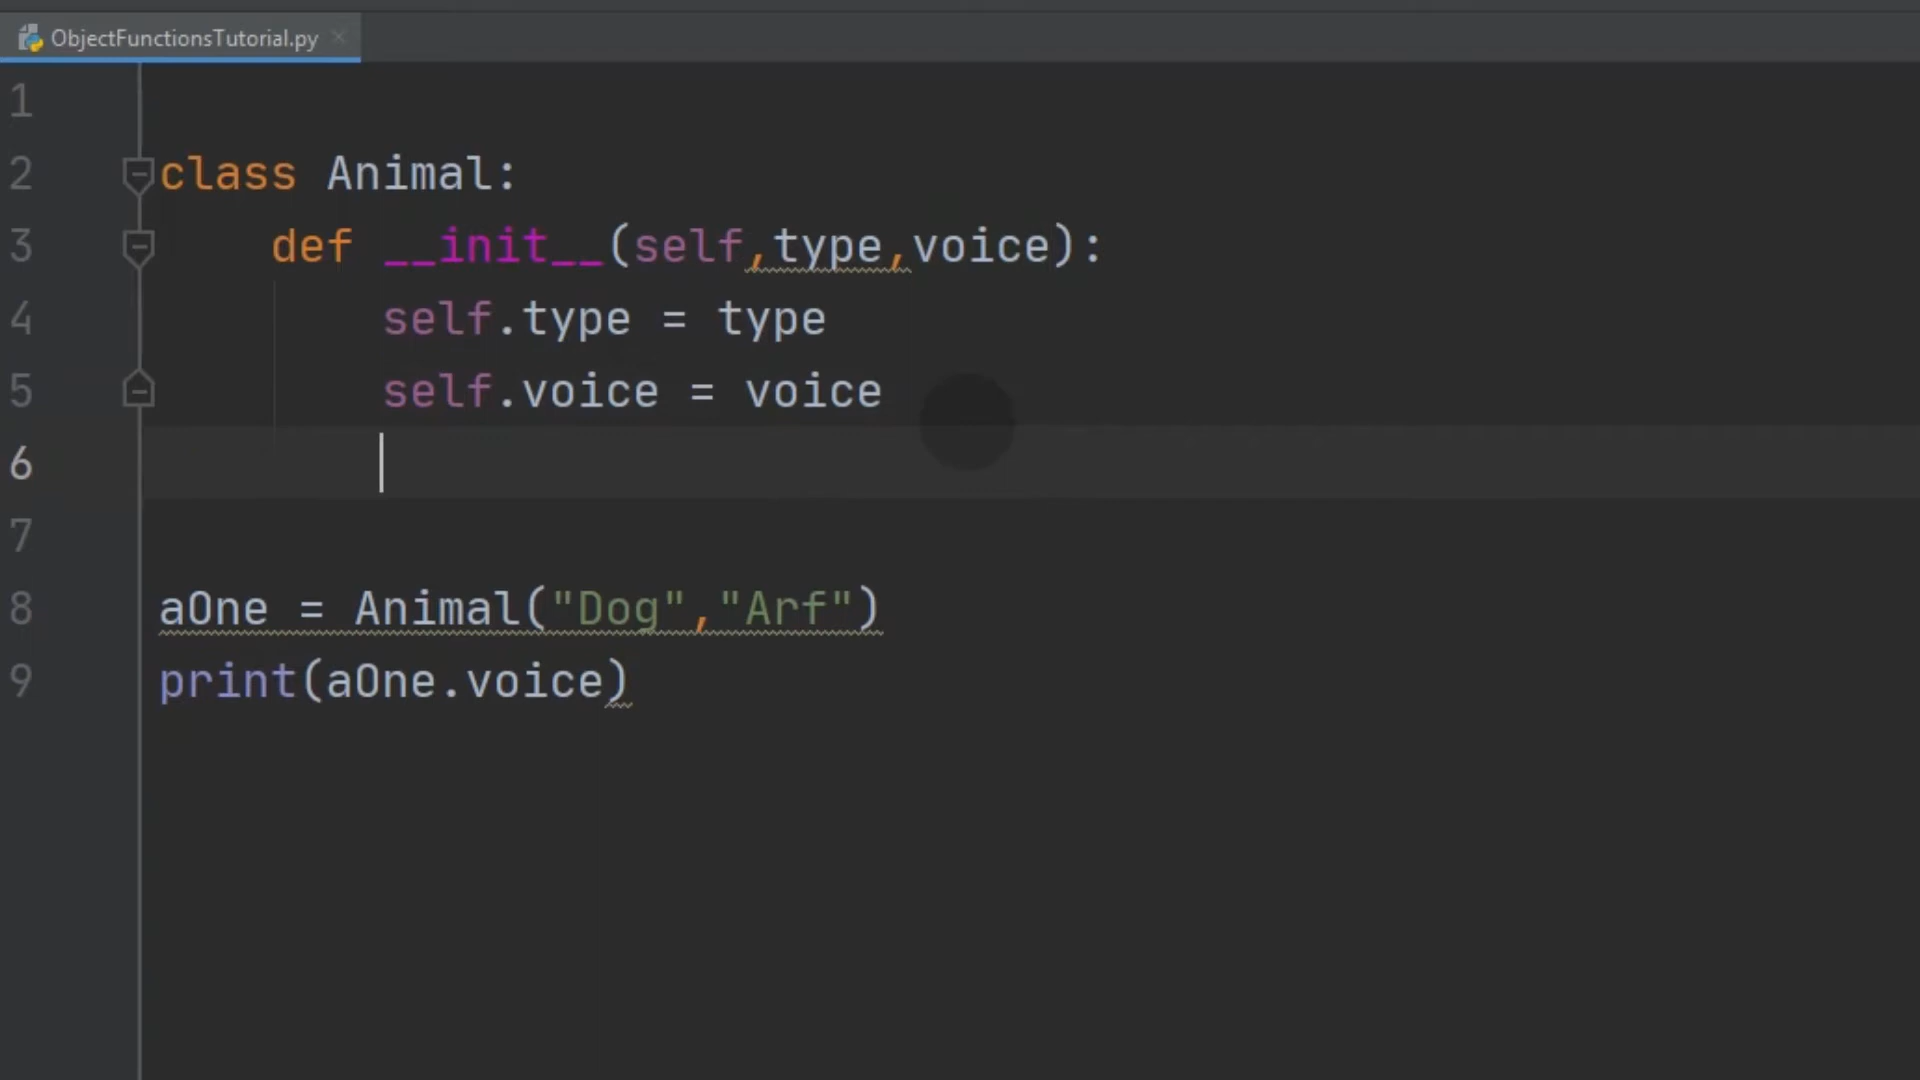 ObjectFunctionsTutorial.py
1
2 class Animal:
3 def __init__(self,type,voice):
4 self.type = type
5 self.voice = voice
6
7
8 aOne = Animal("Dog","Arf")
9 print(aOne.voice)